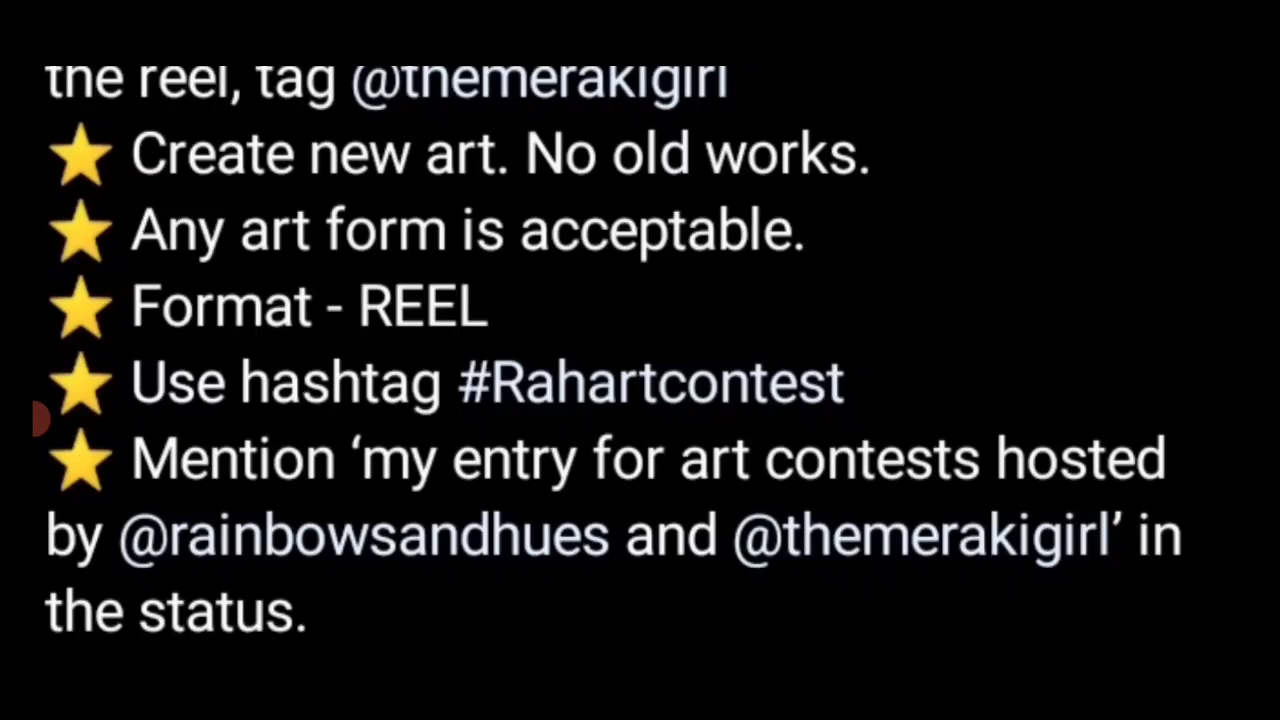 the reel, tag @themerakigirl
⭐ Create new art. No old works.
⭐ Any art form is acceptable.
⭐ Format - REEL
⭐ Use hashtag #Rahartcontest
⭐ Mention ‘my entry for art contests hosted
by @rainbowsandhues and @themerakigirl’ in
the status.